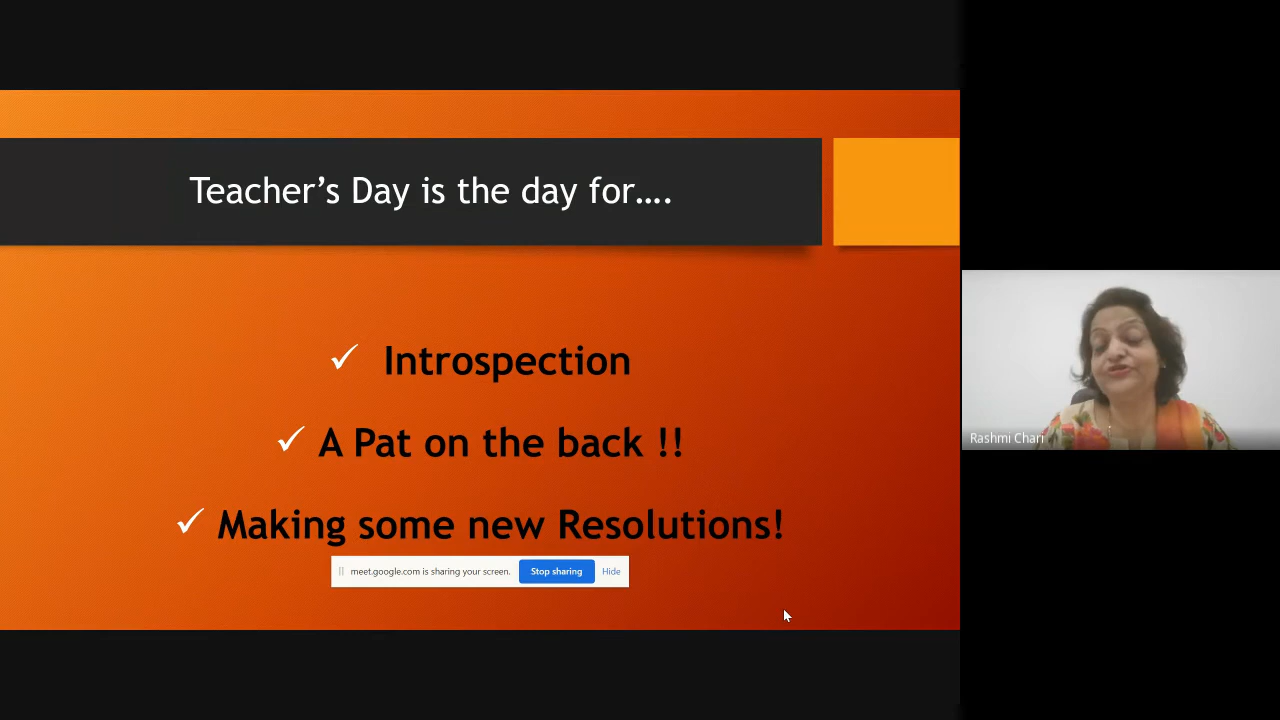 Teacher’s Day is the day for….
✓ Introspection
✓ A Pat on the back !!
✓ Making some new Resolutions!
meet.google.com is sharing your screen. Stop sharing Hide
Rashmi Chari